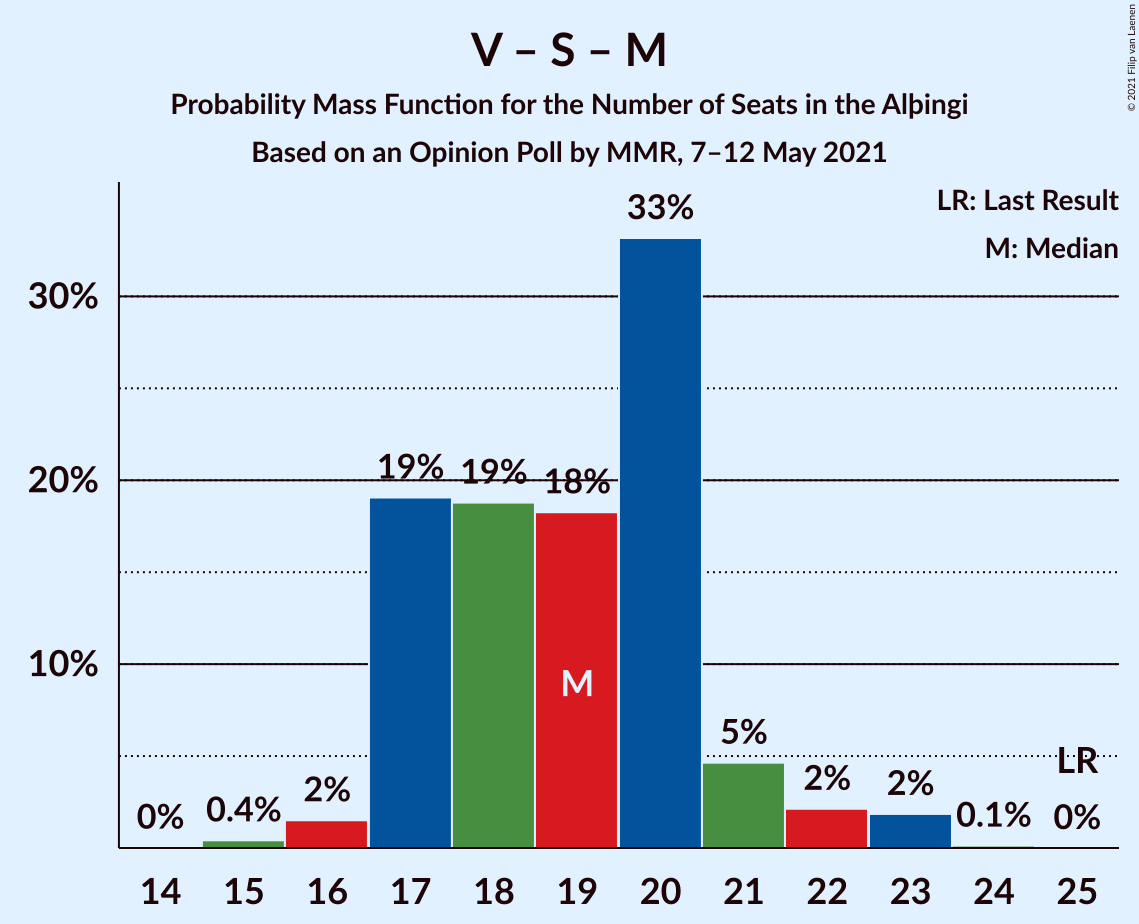 V – S – M
Probability Mass Function for the Number of Seats in the Alþingi
Based on an Opinion Poll by MMR, 7–12 May 2021
© 2021 Filip van Laenen
LR: Last Result
M: Median
33%
30%
20%
10%
19%
19%
18%
M
5%
LR
0%
0.4%
2%
2%
2%
0.1%
0%
14 15 16 17 18 19 20 21 22 23 24 25